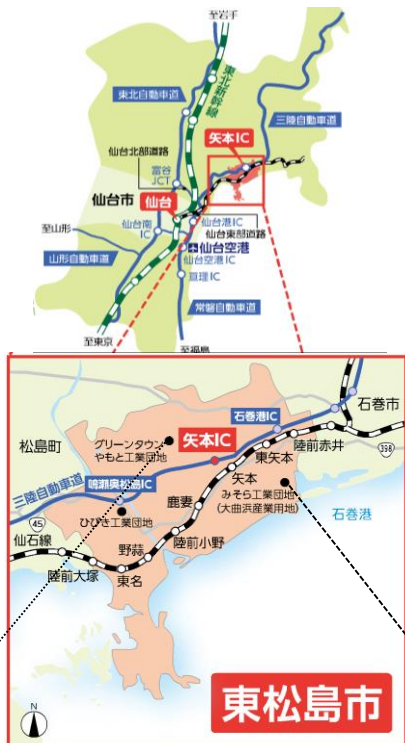 至岩手
東北自動車道
東北新幹線
三陸自動車道
矢本IC
仙台北部道路
富谷
JCT
仙台市
仙台
仙台港IC
仙台東部道路
仙台南
IC
至山形
仙台空港
仙台空港IC
山形自動車道
亘理IC
常磐自動車道
至東京
至福島
石巻市
石巻港IC
松島町
グリーンタウン
やもと工業団地
矢本IC
陸前赤井
398
東矢本
三陸自動車道
鳴瀬奥松島IC
矢本
鹿妻
みそら工業団地
(大曲浜産業用地)
石巻港
45
ひびき工業団地
仙石線
野蒜
陸前小野
陸前大塚
東名
東松島市
N